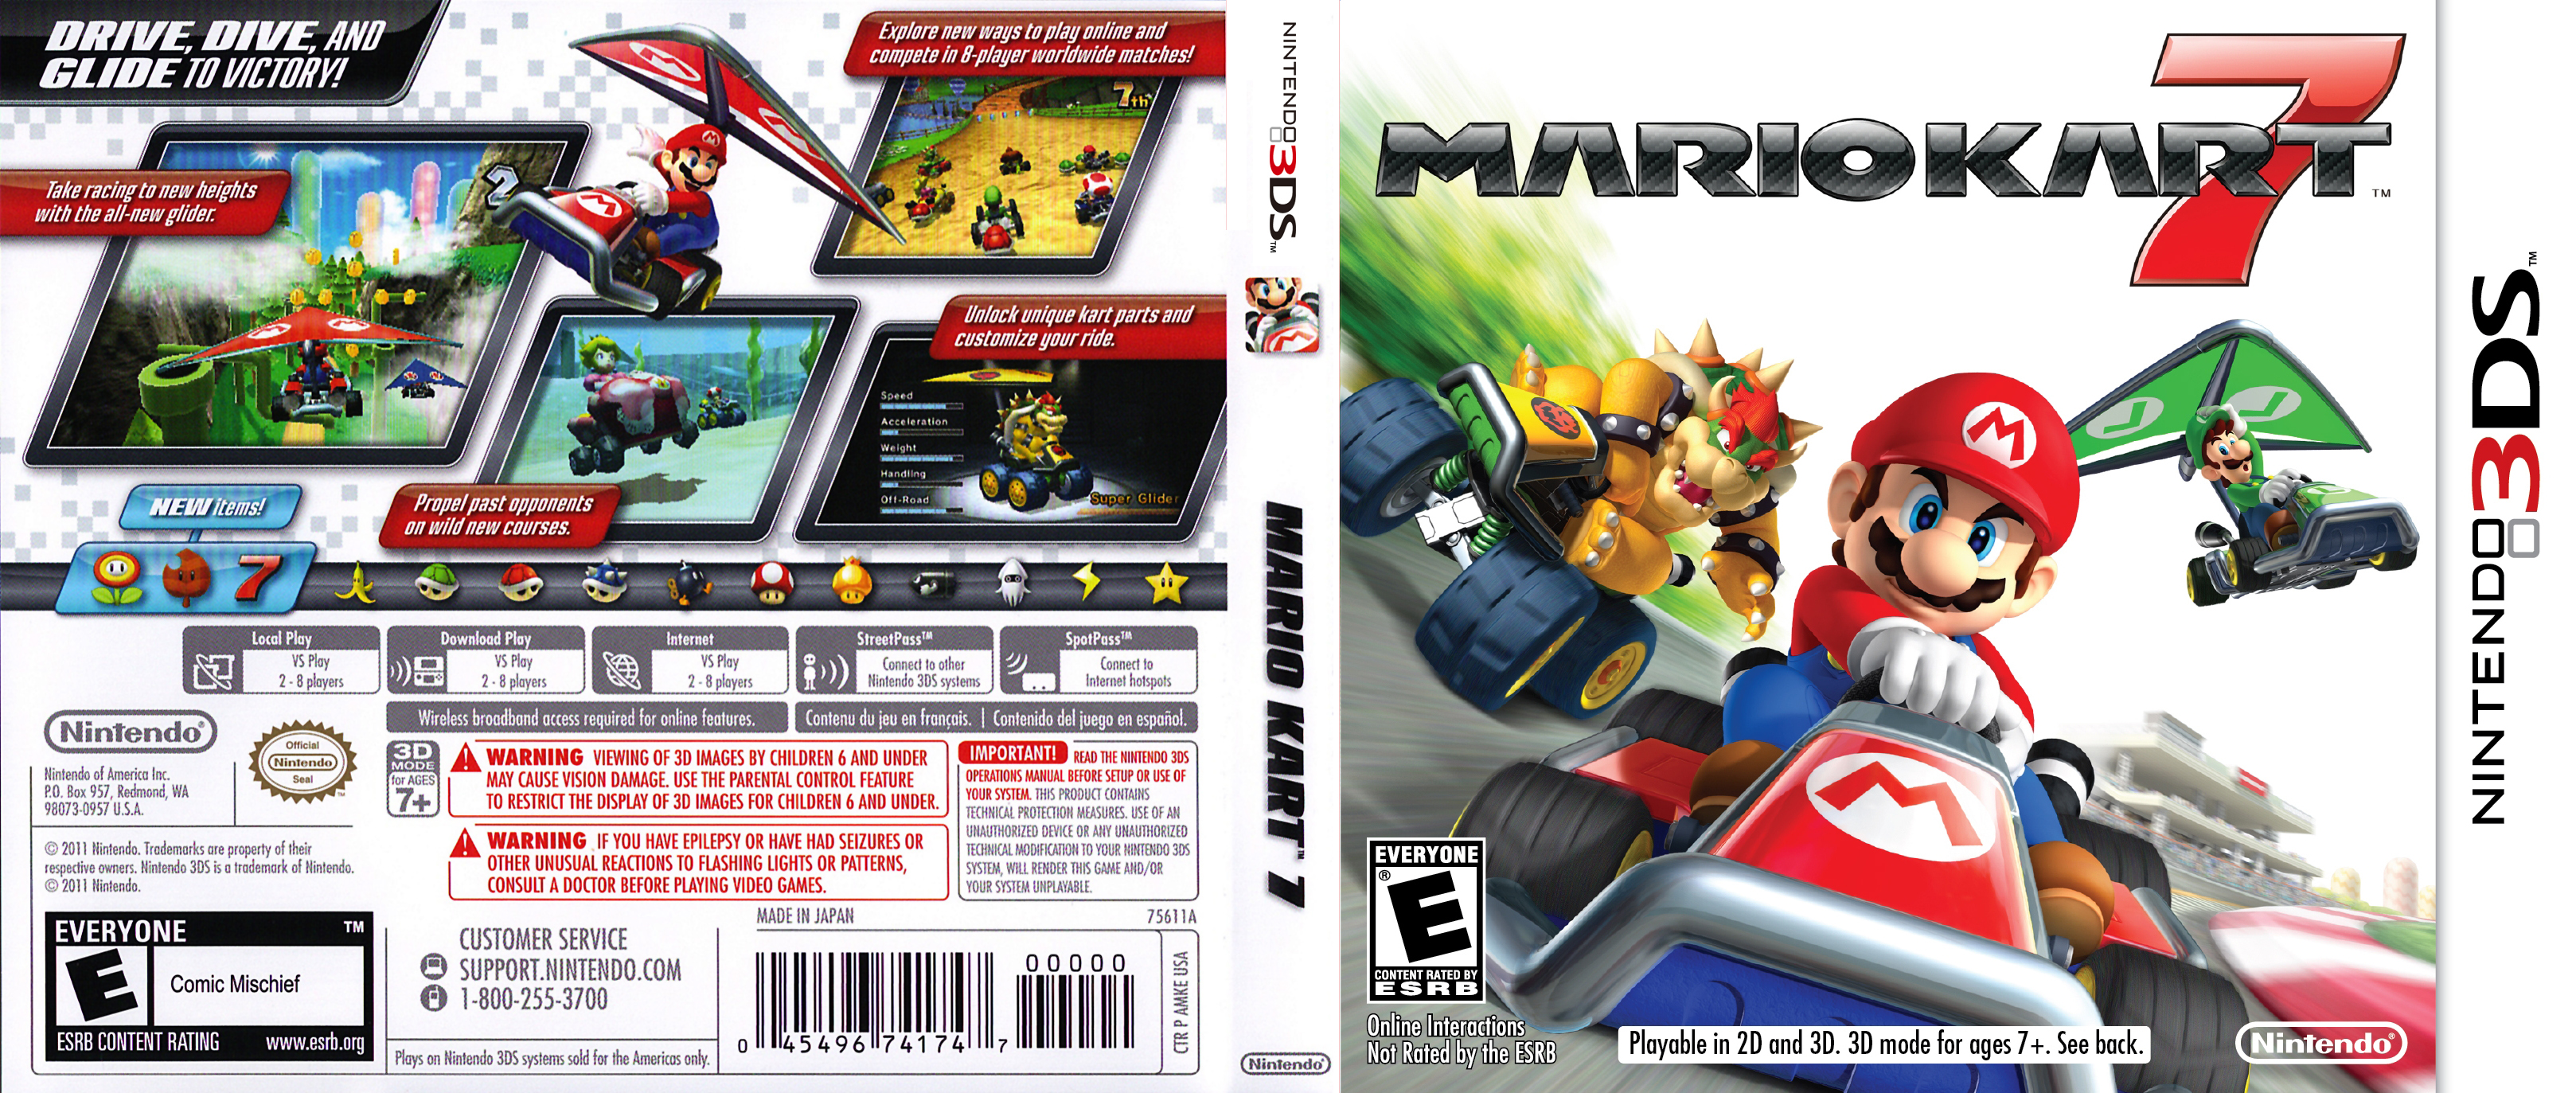 DRIVE, DIVE, AND
GLIDE TO VICTORY!
Explore new ways to play online and
compete in 8-player worldwide matches!
7th
Take racing to new heights
with the all-new glider.
2
Unlock unique kart parts and
customize your ride.
Speed
Acceleration
Weight
Handling
Off-Road
Super Glider
Propel past opponents
on wild new courses.
NEW items!
7
Local Play
VS Play
2 - 8 players
Download Play
VS Play
2 - 8 players
Internet
VS Play
2 - 8 players
StreetPass™
Connect to other
Nintendo 3DS systems
SpotPass™
Connect to
Internet hotspots
Wireless broadband access required for online features.
Contenu du jeu en français. | Contenido del juego en español.
Nintendo®
Official
Nintendo
Seal
™
Nintendo of America Inc.
P.O. Box 957, Redmond, WA
98073-0957 U.S.A.
© 2011 Nintendo. Trademarks are property of their
respective owners. Nintendo 3DS is a trademark of Nintendo.
© 2011 Nintendo.
3D
MODE
for AGES
7+
WARNING VIEWING OF 3D IMAGES BY CHILDREN 6 AND UNDER
MAY CAUSE VISION DAMAGE. USE THE PARENTAL CONTROL FEATURE
TO RESTRICT THE DISPLAY OF 3D IMAGES FOR CHILDREN 6 AND UNDER.
WARNING IF YOU HAVE EPILEPSY OR HAVE HAD SEIZURES OR
OTHER UNUSUAL REACTIONS TO FLASHING LIGHTS OR PATTERNS,
CONSULT A DOCTOR BEFORE PLAYING VIDEO GAMES.
IMPORTANT! READ THE NINTENDO 3DS
OPERATIONS MANUAL BEFORE SETUP OR USE OF
YOUR SYSTEM. THIS PRODUCT CONTAINS
TECHNICAL PROTECTION MEASURES. USE OF AN
UNAUTHORIZED DEVICE OR ANY UNAUTHORIZED
TECHNICAL MODIFICATION TO YOUR NINTENDO 3DS
SYSTEM, WILL RENDER THIS GAME AND/OR
YOUR SYSTEM UNPLAYABLE.
EVERYONE ™
E
Comic Mischief
ESRB CONTENT RATING www.esrb.org
CUSTOMER SERVICE
SUPPORT.NINTENDO.COM
1-800-255-3700
Plays on Nintendo 3DS systems sold for the Americas only.
MADE IN JAPAN 75611A
00000
0 45496 74174 7
CTR P AMKE USA
NINTENDO3DS™
MARIO KART™ 7
Nintendo®
MARIOKART 7
™
M
L
L
M
EVERYONE
®
E
CONTENT RATED BY
ESRB
Online Interactions
Not Rated by the ESRB
Playable in 2D and 3D. 3D mode for ages 7+. See back.
Nintendo®
NINTENDO3DS™